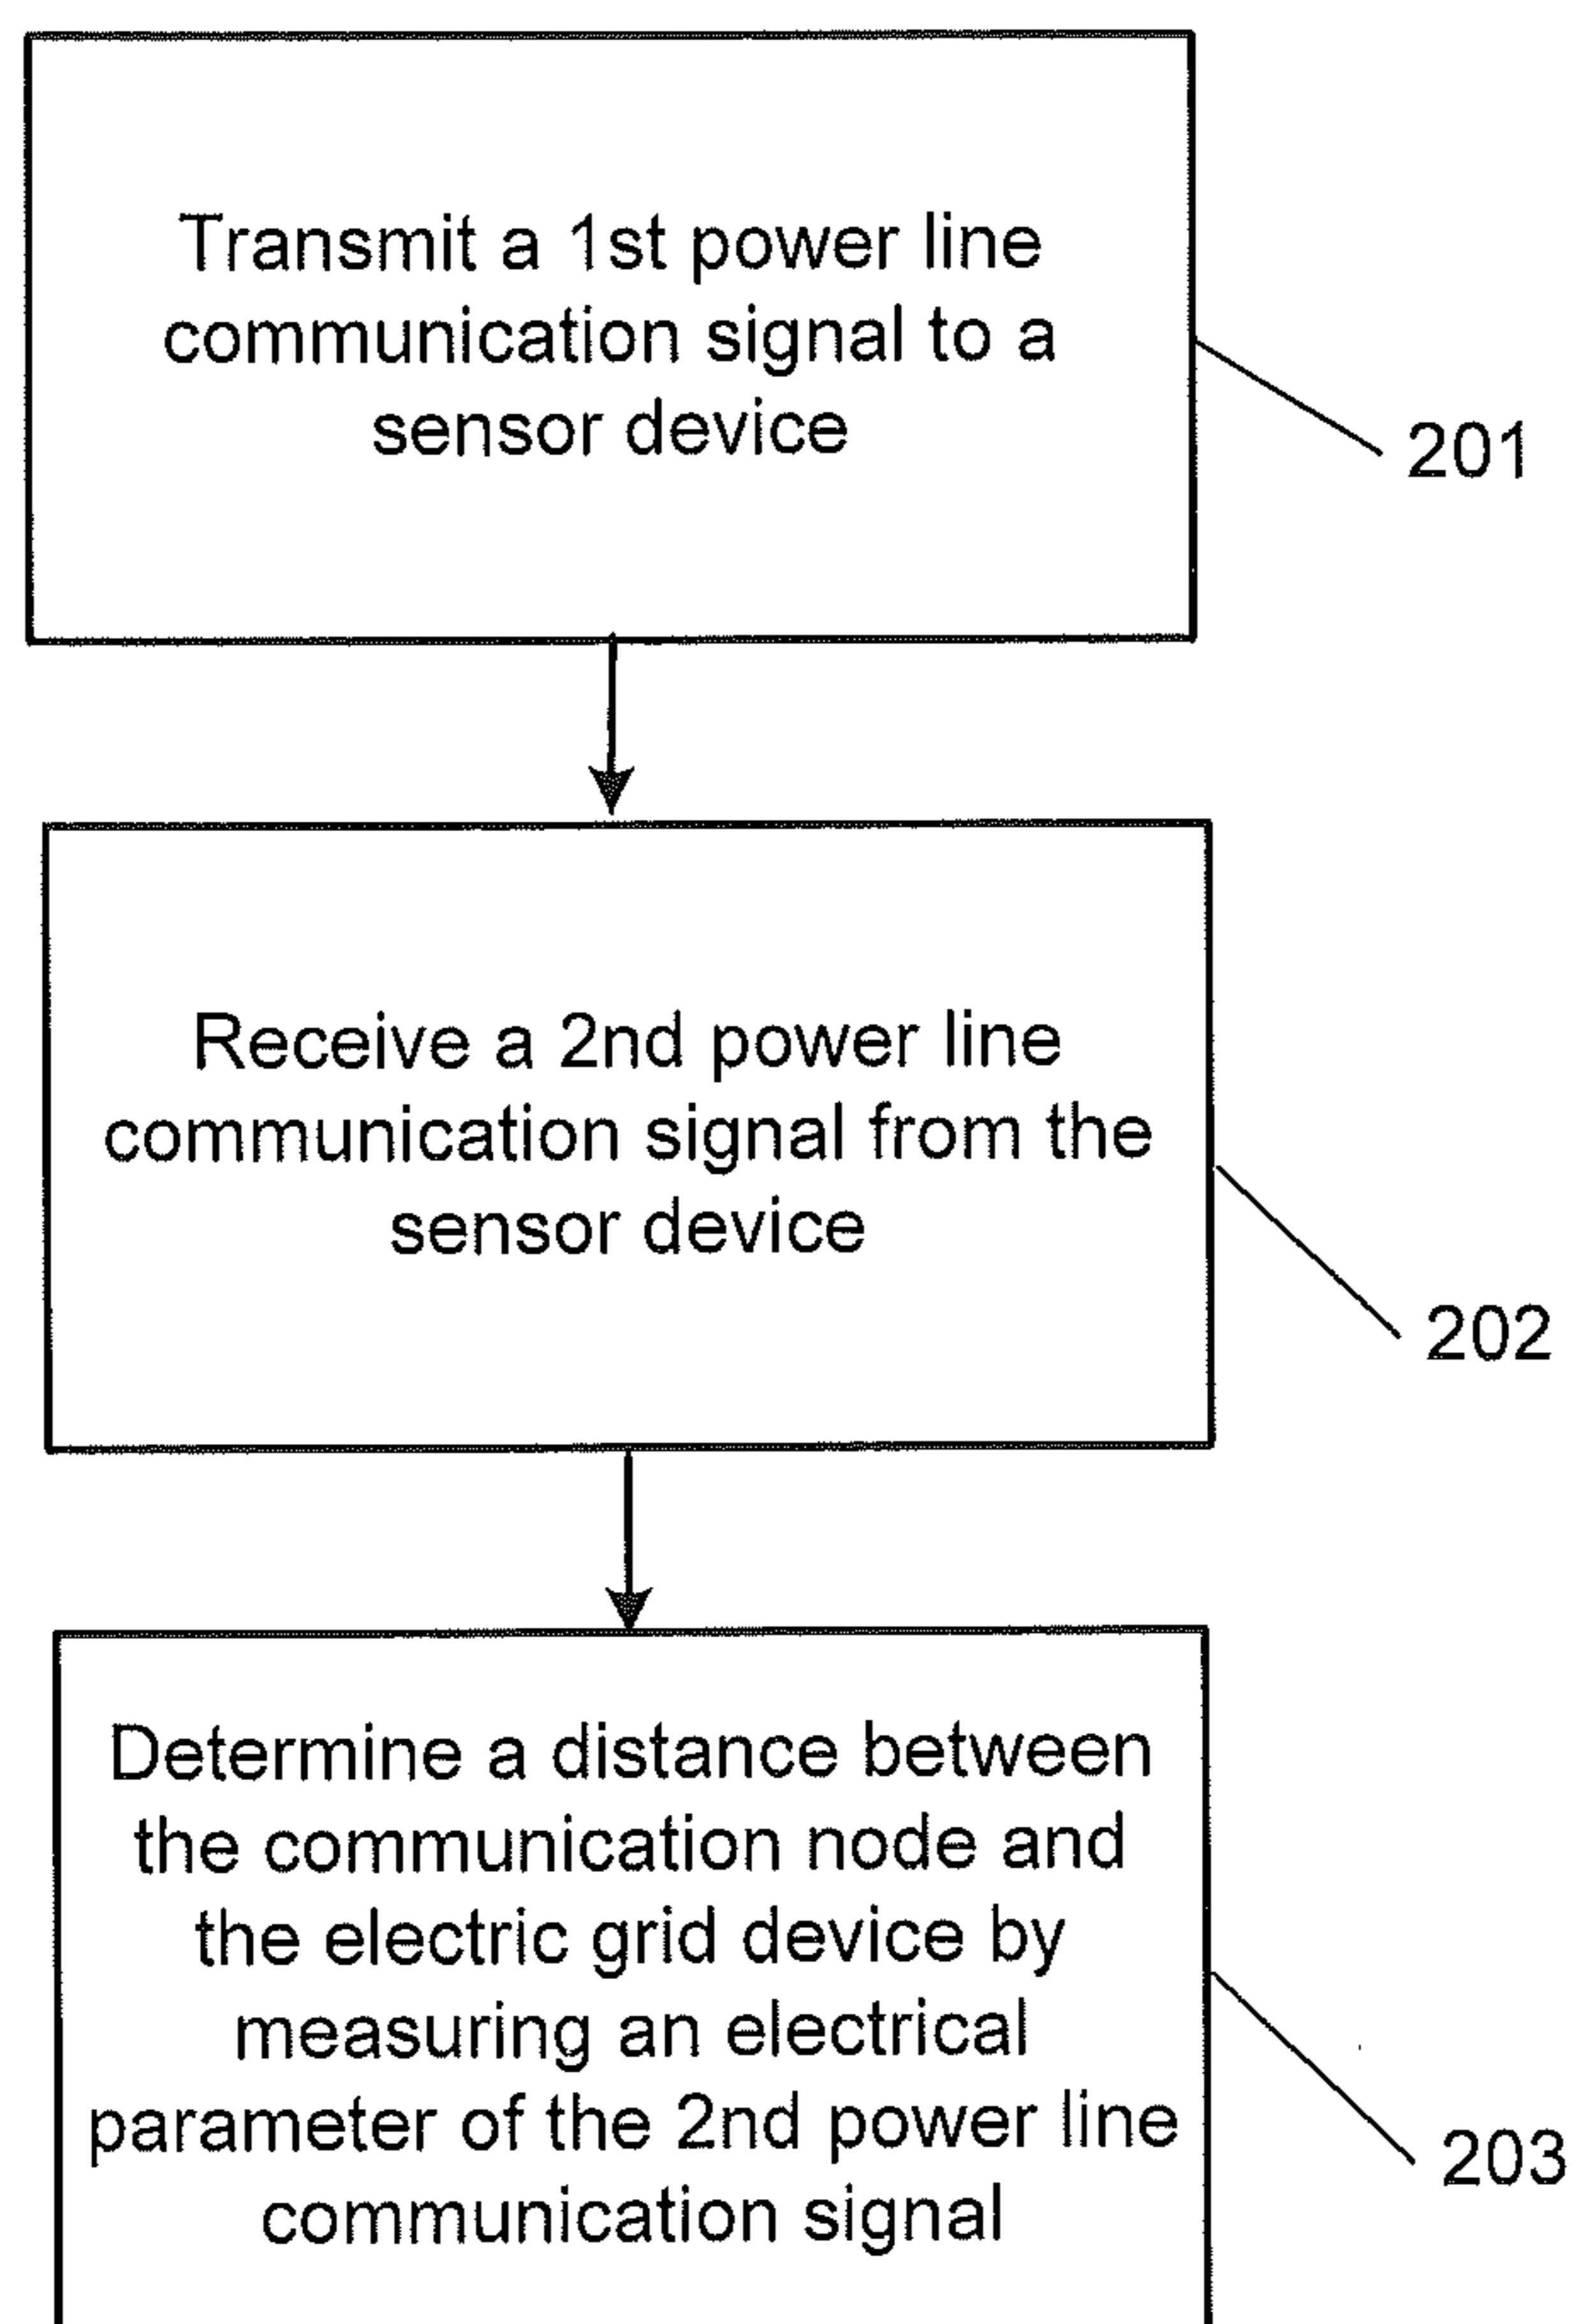 Transmit a 1st power line
communication signal to a
sensor device
201
Receive a 2nd power line
communication signal from the
sensor device
202
Determine a distance between
the communication node and
the electric grid device by
measuring an electrical
parameter of the 2nd power line
communication signal
203